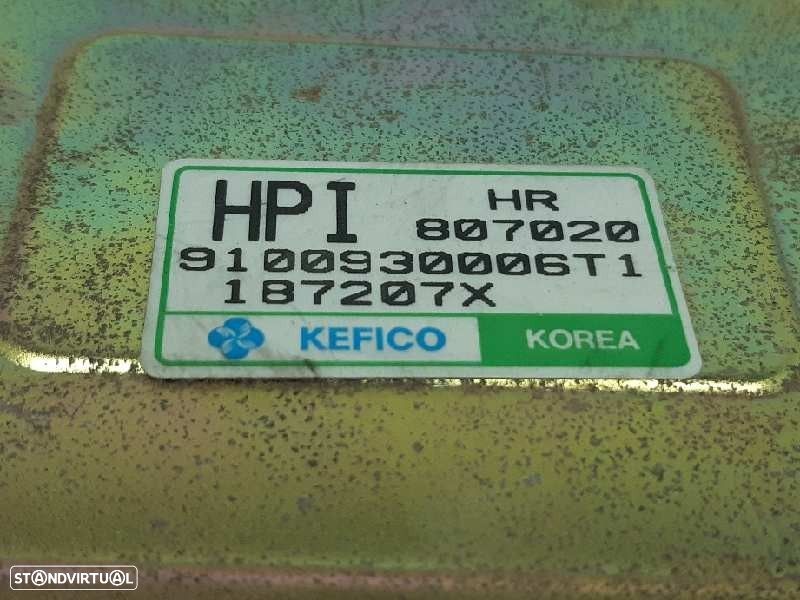 HPI HR
807020
9100930006T1
187207X
KEFICO KOREA
STANDVIRTUAL